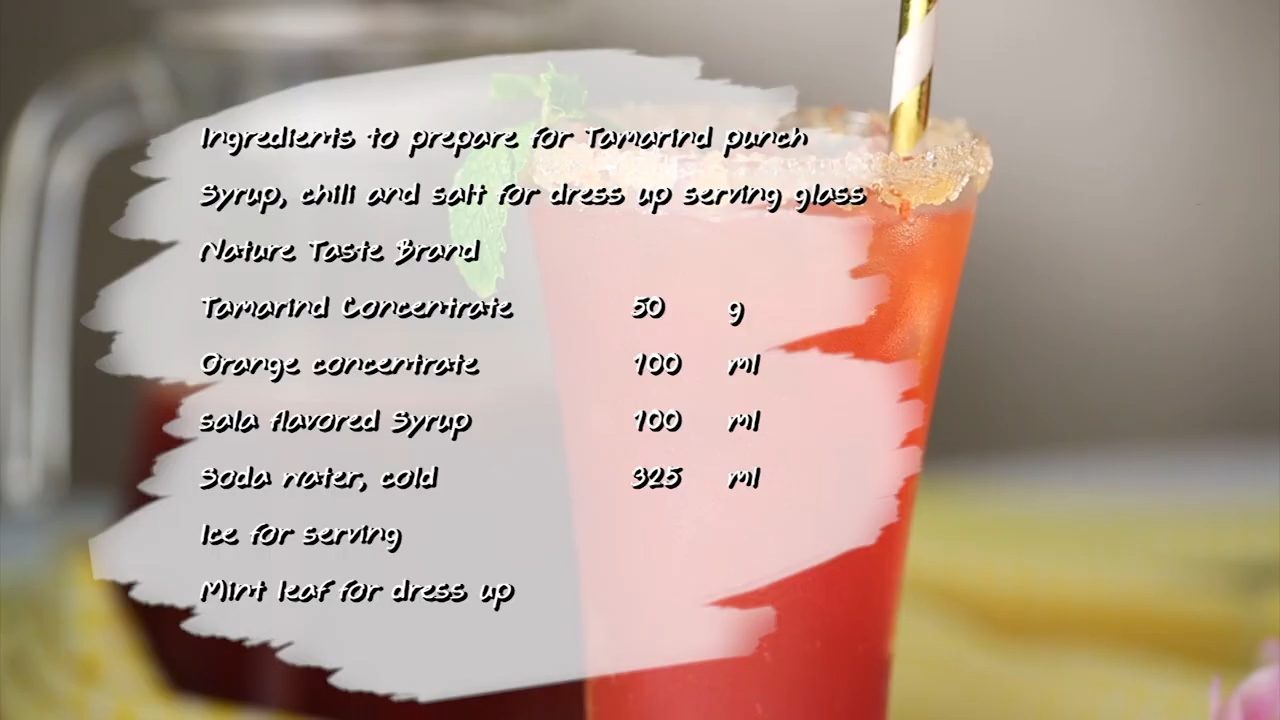 Ingredients to prepare for Tamarind punch
Syrup, chili and salt for dress up serving glass
Nature Taste Brand
Tamarind Concentrate 50 g
Orange concentrate 100 ml
sala flavored Syrup 100 ml
Soda water, cold 325 ml
Ice for serving
Mint leaf for dress up